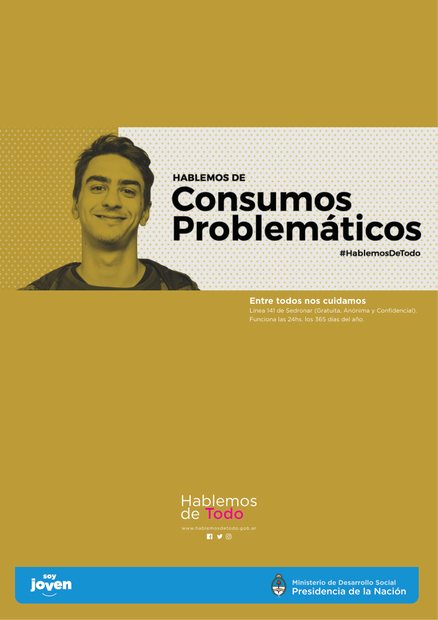 HABLEMOS DE
Consumos
Problemáticos
#HablemosDeTodo
Entre todos nos cuidamos
Línea 141 de Sedronar (Gratuita, Anónima y Confidencial).
Funciona las 24hs. los 365 días del año.
Hablemos
de Todo
www.hablemosdetodo.gob.ar
soy
joven
Ministerio de Desarrollo Social
Presidencia de la Nación